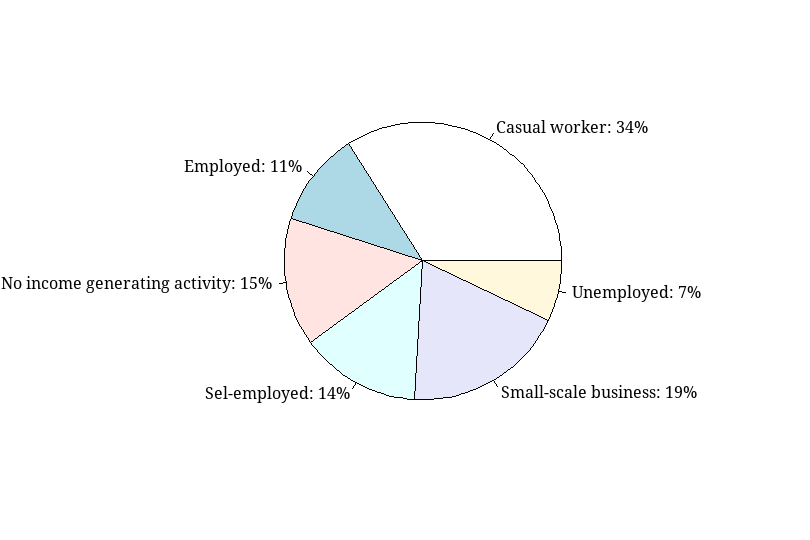 Casual worker: 34%
Employed: 11%
No income generating activity: 15%
Unemployed: 7%
Sel-employed: 14%
Small-scale business: 19%